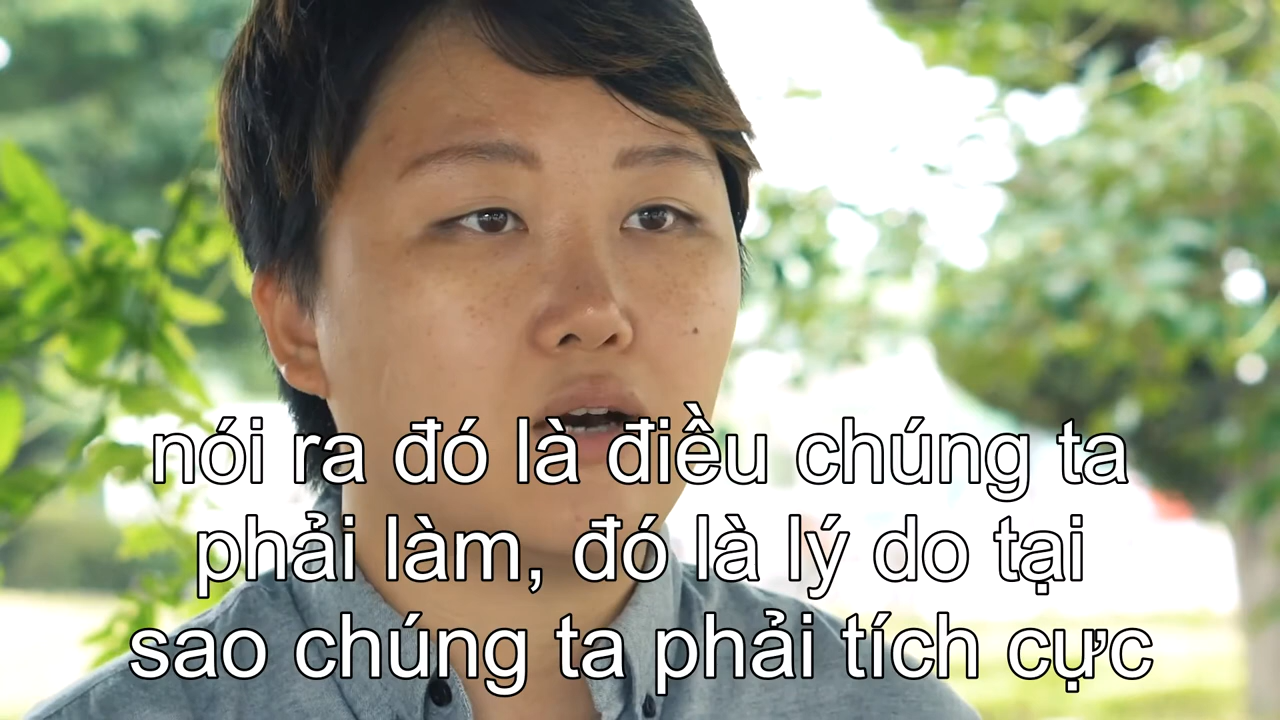 nói ra đó là điều chúng ta
phải làm, đó là lý do tại
sao chúng ta phải tích cực